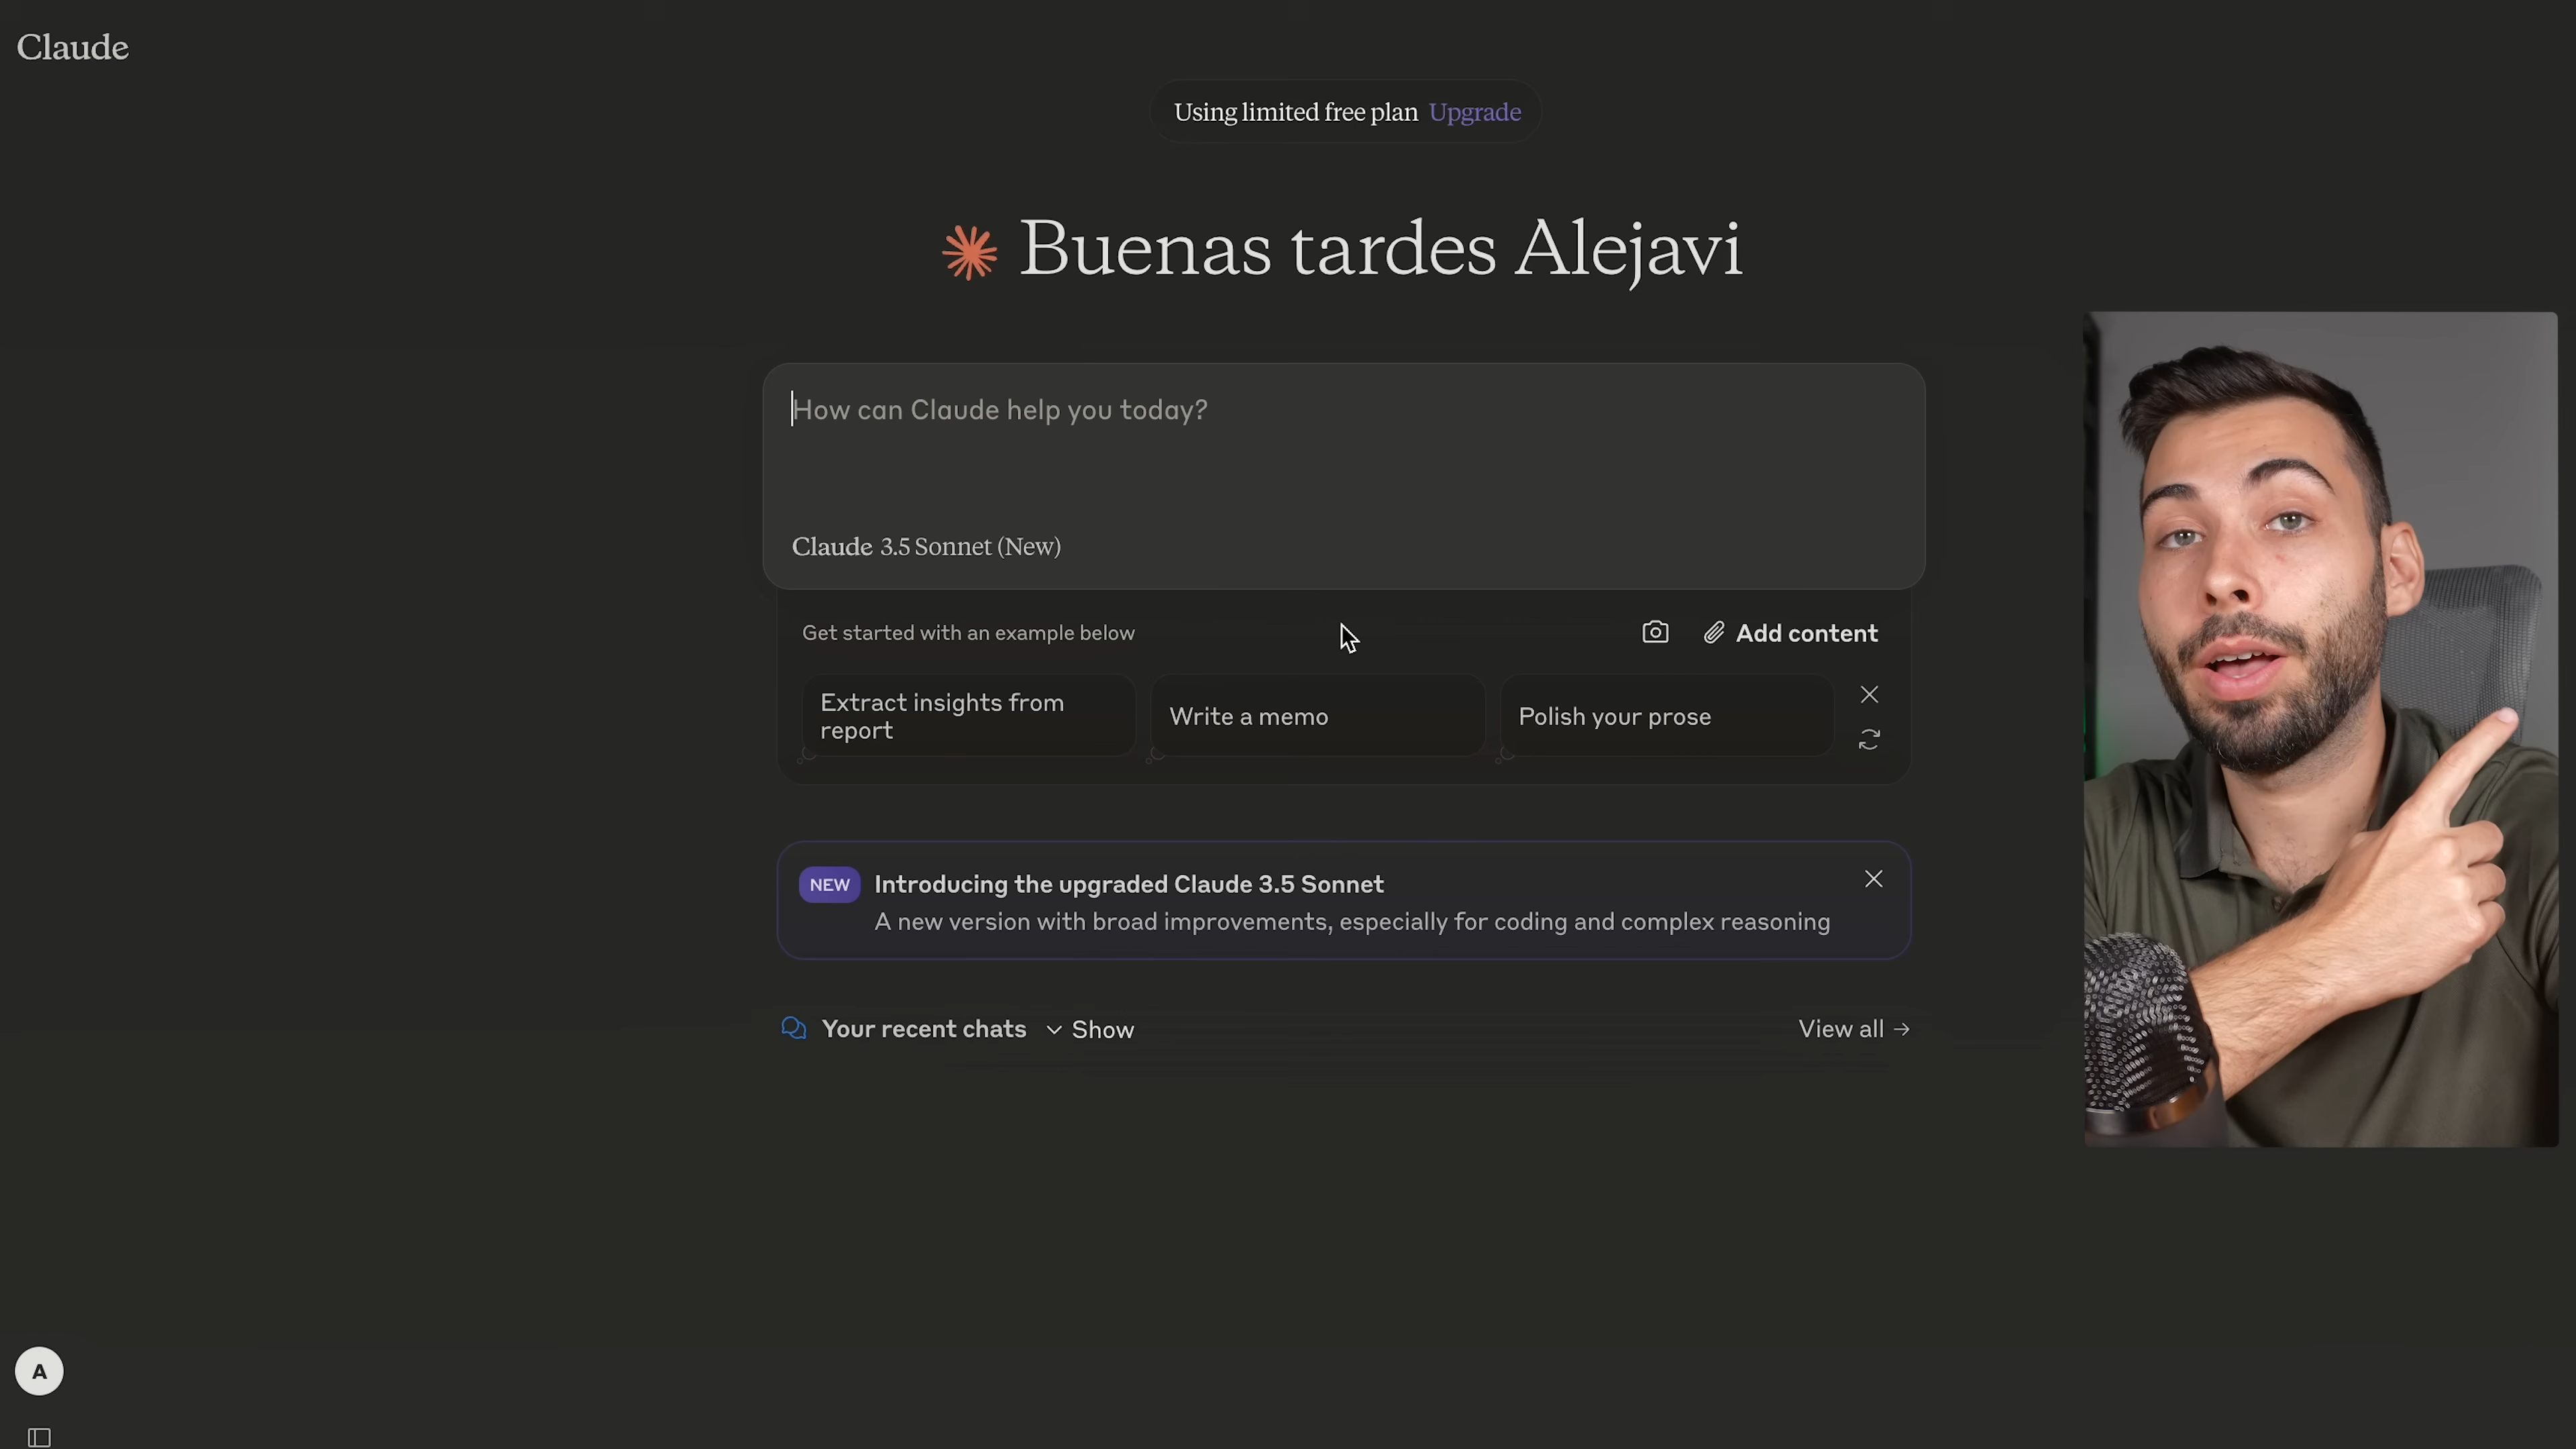 Claude
Using limited free plan Upgrade
Buenas tardes Alejavi
How can Claude help you today?
Claude 3.5 Sonnet (New)
Get started with an example below
Add content
Extract insights from
report
Write a memo
Polish your prose
NEW Introducing the upgraded Claude 3.5 Sonnet
A new version with broad improvements, especially for coding and complex reasoning
Your recent chats Show
View all →
A